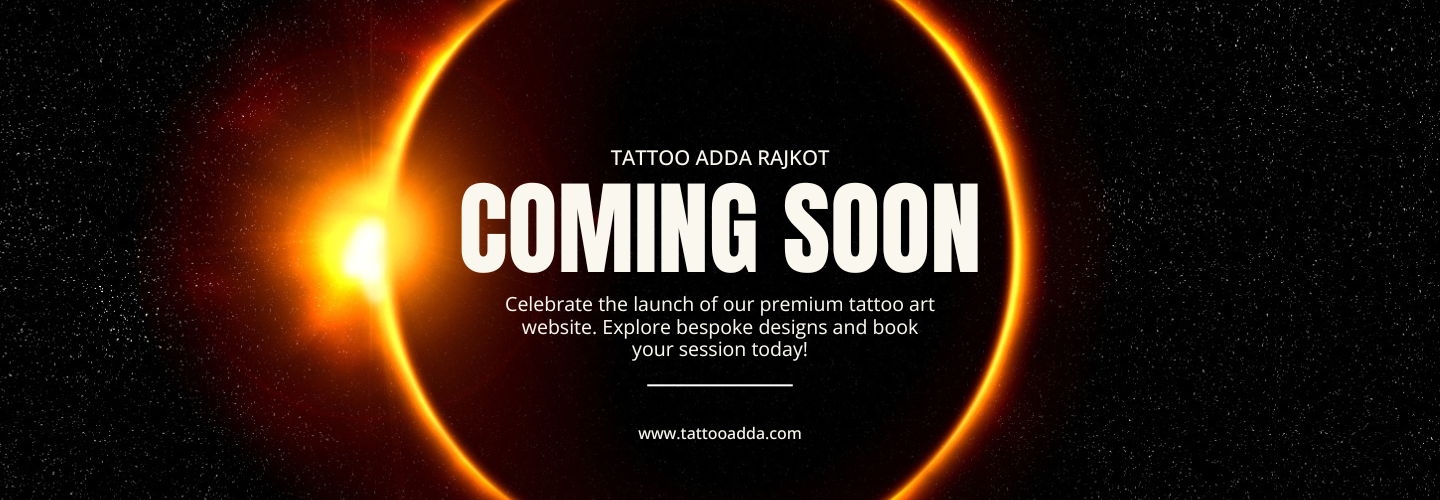 TATTOO ADDA RAJKOT
COMING SOON
Celebrate the launch of our premium tattoo art
website. Explore bespoke designs and book
your session today!
www.tattooadda.com